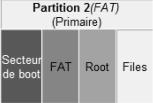 Partition 2(FAT)
(Primaire)
Secteur
de boot
FAT
Root
Files